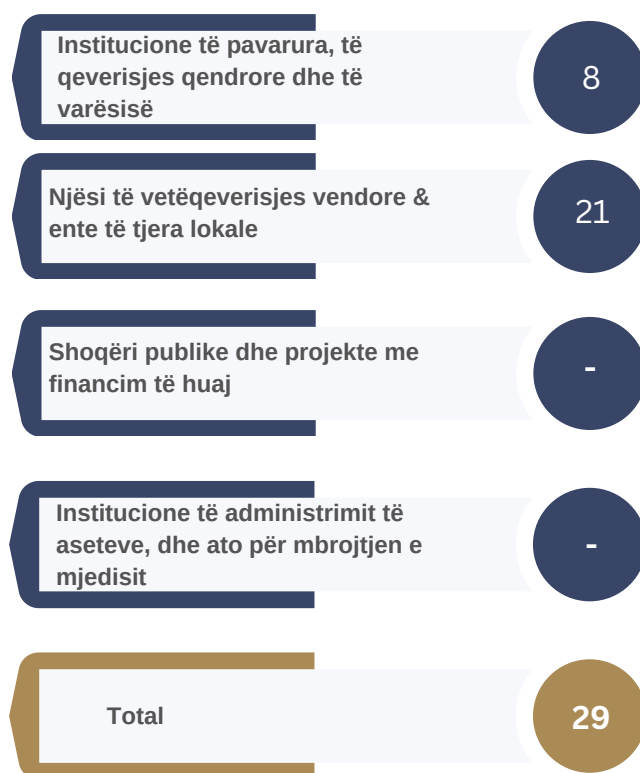 Institucione të pavarura, të
qeverisjes qendrore dhe të
varësisë
8
Njësi të vetëqeverisjes vendore &
ente të tjera lokale
21
Shoqëri publike dhe projekte me
financim të huaj
-
Institucione të administrimit të
aseteve, dhe ato për mbrojtjen e
mjedisit
-
Total
29